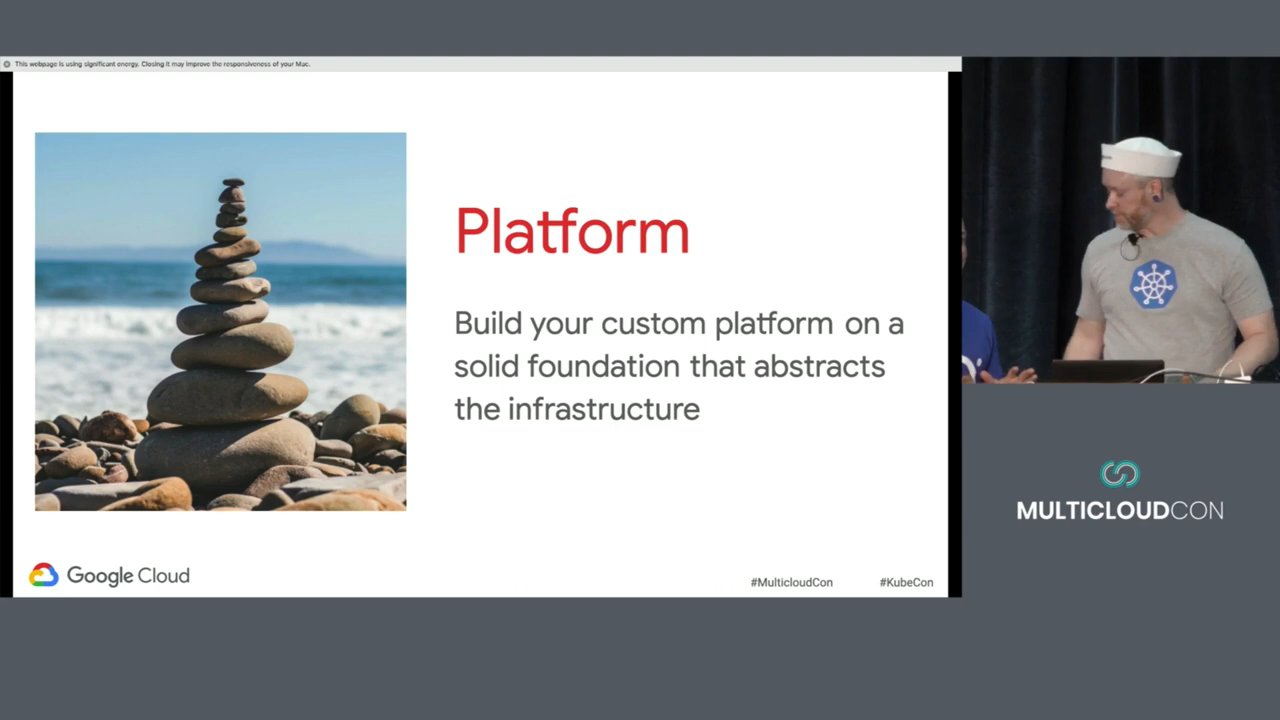 This webpage is using significant energy. Closing it may improve the responsiveness of your Mac.
Platform
Build your custom platform on a
solid foundation that abstracts
the infrastructure
Google Cloud
#MulticloudCon
#KubeCon
MULTICLOUDCON